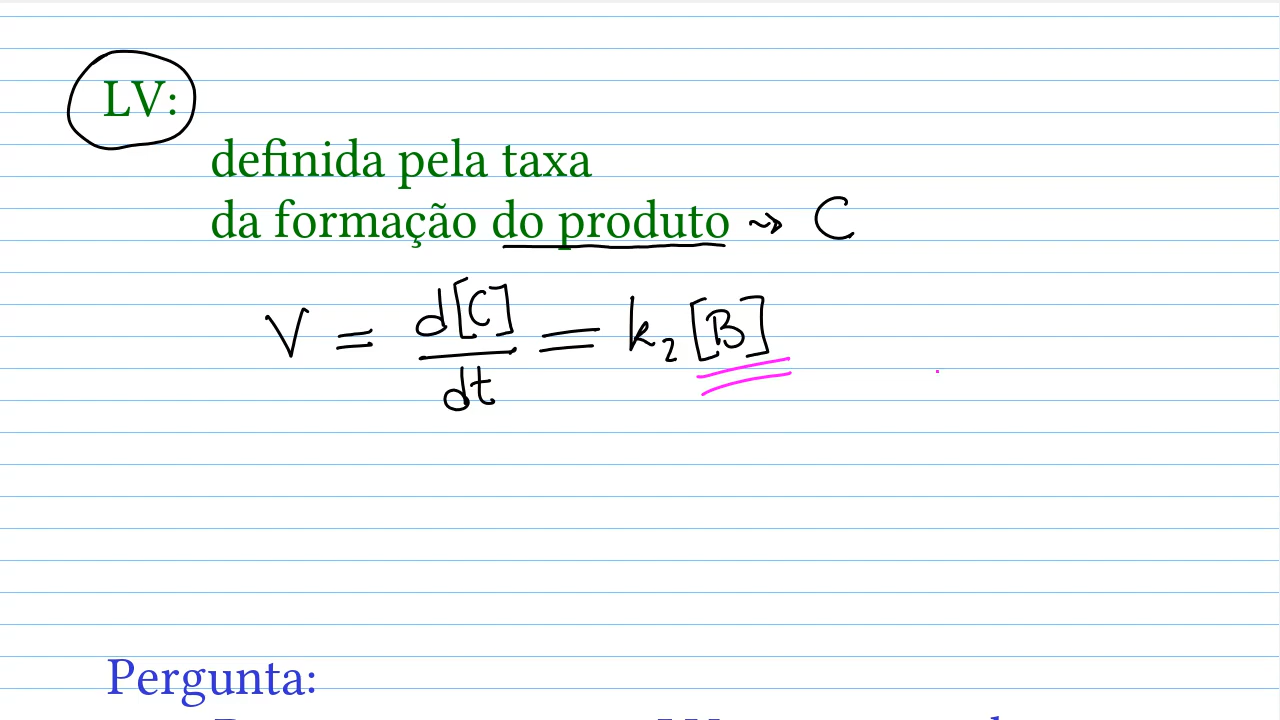 LV:
definida pela taxa
da formação do produto ⇝ C
V = d[C]/dt = k₂[B]
Pergunta: